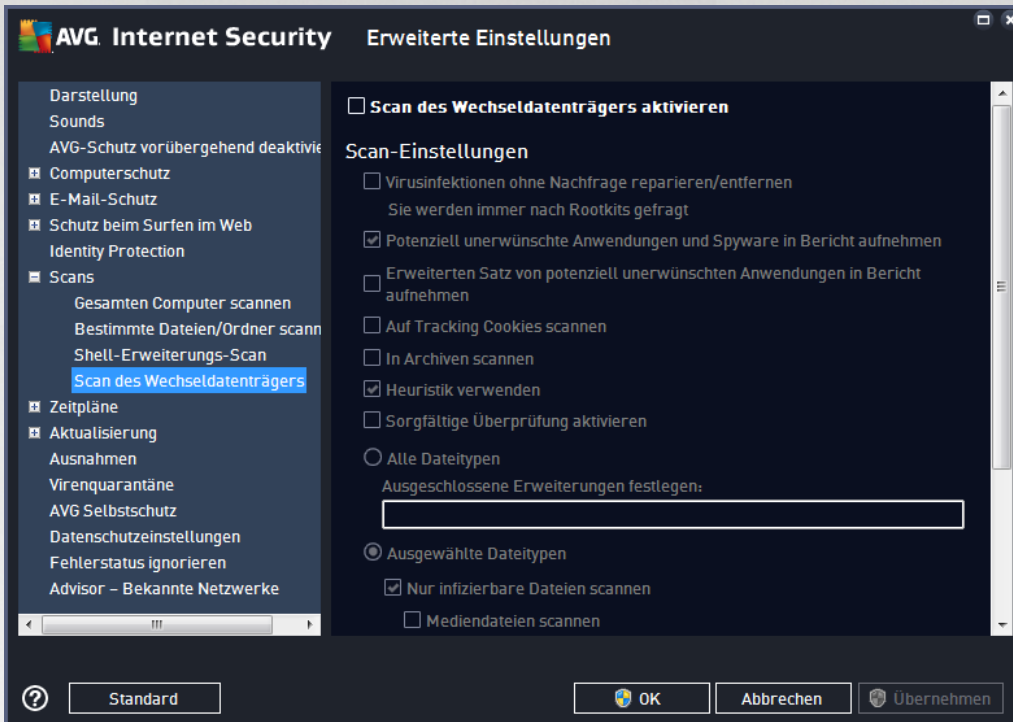 AVG. Internet Security Erweiterte Einstellungen
Darstellung
Sounds
AVG-Schutz vorübergehend deaktivie
Computerschutz
E-Mail-Schutz
Schutz beim Surfen im Web
Identity Protection
Scans
Gesamten Computer scannen
Bestimmte Dateien/Ordner scann
Shell-Erweiterungs-Scan
Scan des Wechseldatenträgers
Zeitpläne
Aktualisierung
Ausnahmen
Virenquarantäne
AVG Selbstschutz
Datenschutzeinstellungen
Fehlerstatus ignorieren
Advisor – Bekannte Netzwerke
Scan des Wechseldatenträgers aktivieren
Scan-Einstellungen
Virusinfektionen ohne Nachfrage reparieren/entfernen
Sie werden immer nach Rootkits gefragt
Potenziell unerwünschte Anwendungen und Spyware in Bericht aufnehmen
Erweiterten Satz von potenziell unerwünschten Anwendungen in Bericht
aufnehmen
Auf Tracking Cookies scannen
In Archiven scannen
Heuristik verwenden
Sorgfältige Überprüfung aktivieren
Alle Dateitypen
Ausgeschlossene Erweiterungen festlegen:
Ausgewählte Dateitypen
Nur infizierbare Dateien scannen
Mediendateien scannen
? Standard OK Abbrechen Übernehmen